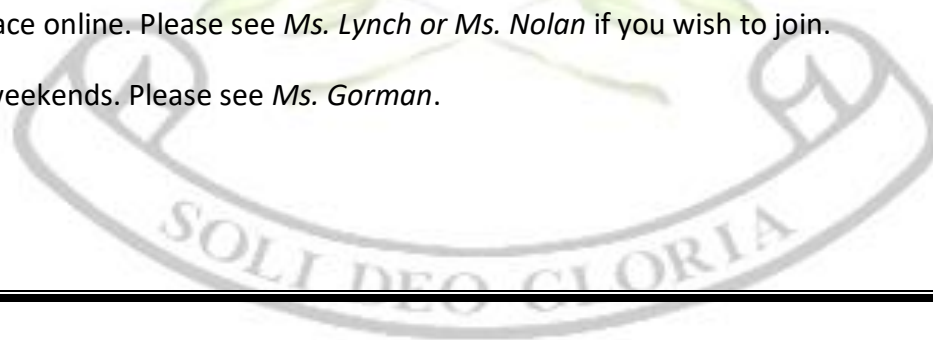 ace online. Please see Ms. Lynch or Ms. Nolan if you wish to join.
weekends. Please see Ms. Gorman.
SOLI DEO GLORIA